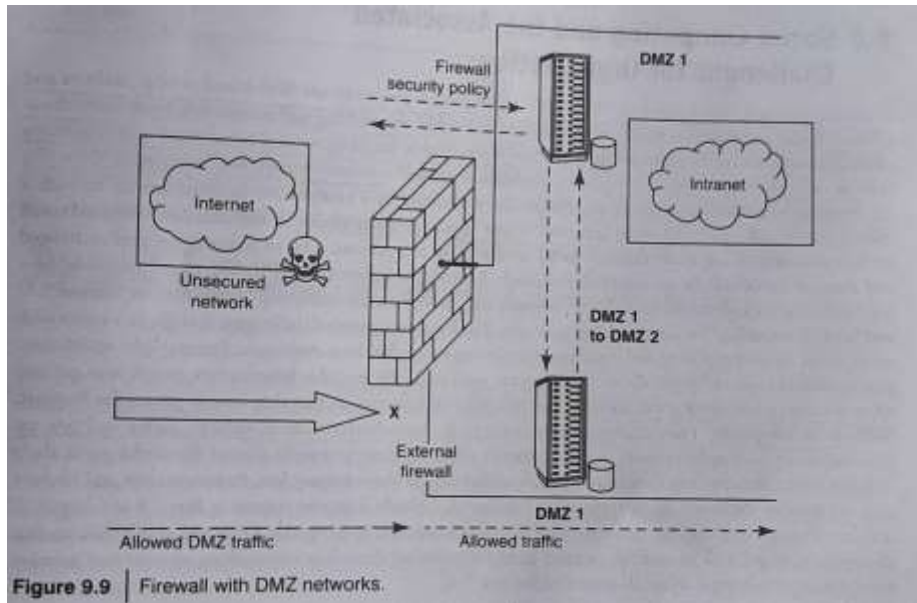 DMZ 1
Firewall
security policy
Internet
Intranet
Unsecured
network
DMZ 1
to DMZ 2
X
External
firewall
DMZ 1
Allowed DMZ traffic
Allowed traffic
Figure 9.9 Firewall with DMZ networks.